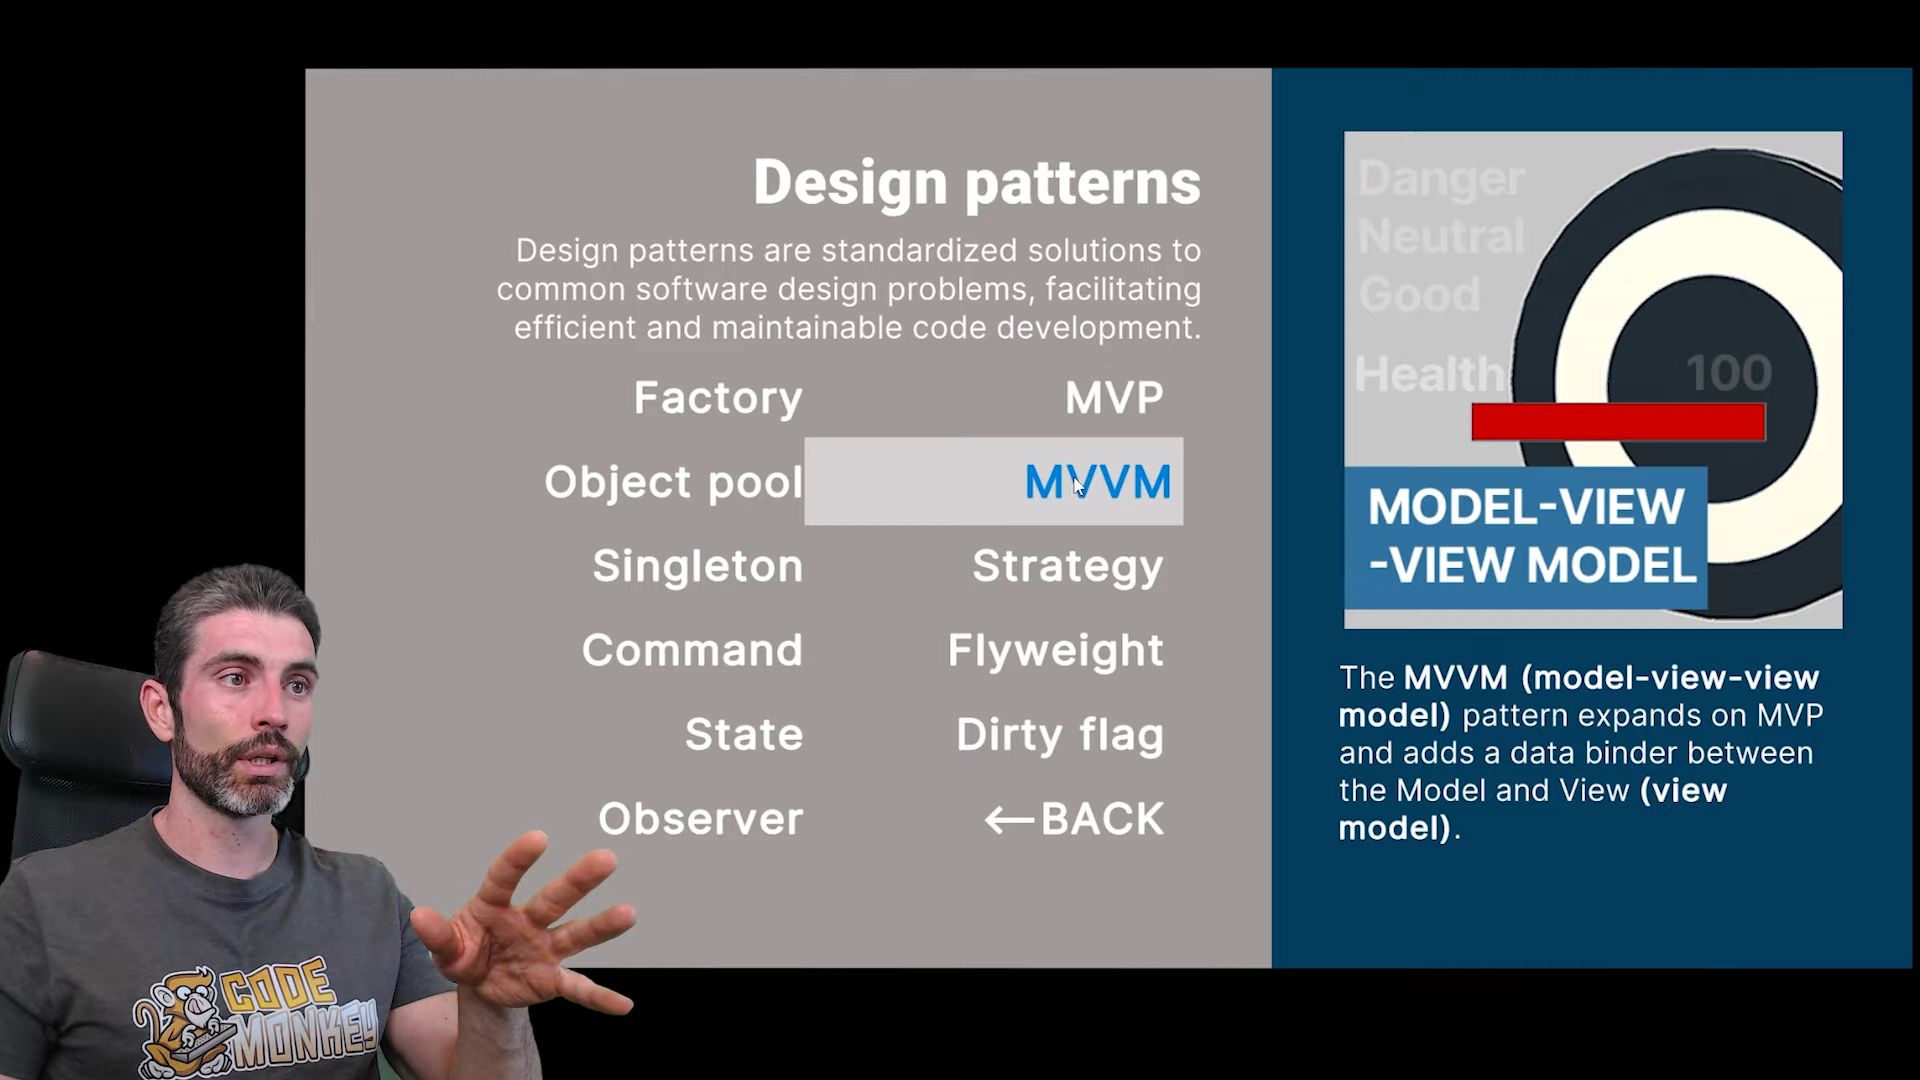 Design patterns
Design patterns are standardized solutions to
common software design problems, facilitating
efficient and maintainable code development.
Factory
MVP
Object pool
MVVM
Singleton
Strategy
Command
Flyweight
State
Dirty flag
Observer
←BACK
Danger
Neutral
Good
Health
100
MODEL-VIEW
-VIEW MODEL
The MVVM (model-view-view
model) pattern expands on MVP
and adds a data binder between
the Model and View (view
model).
CODE
MONKEY